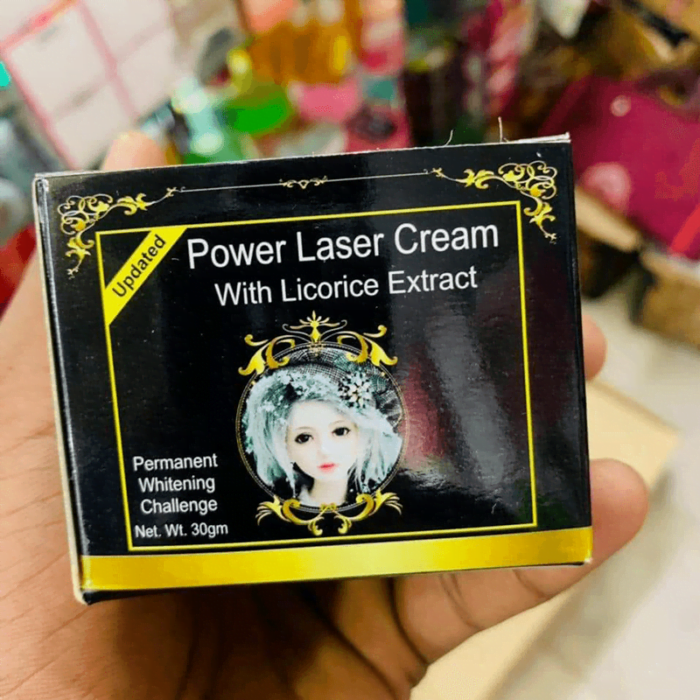 Updated
Power Laser Cream
With Licorice Extract
Permanent
Whitening
Challenge
Net. Wt. 30gm